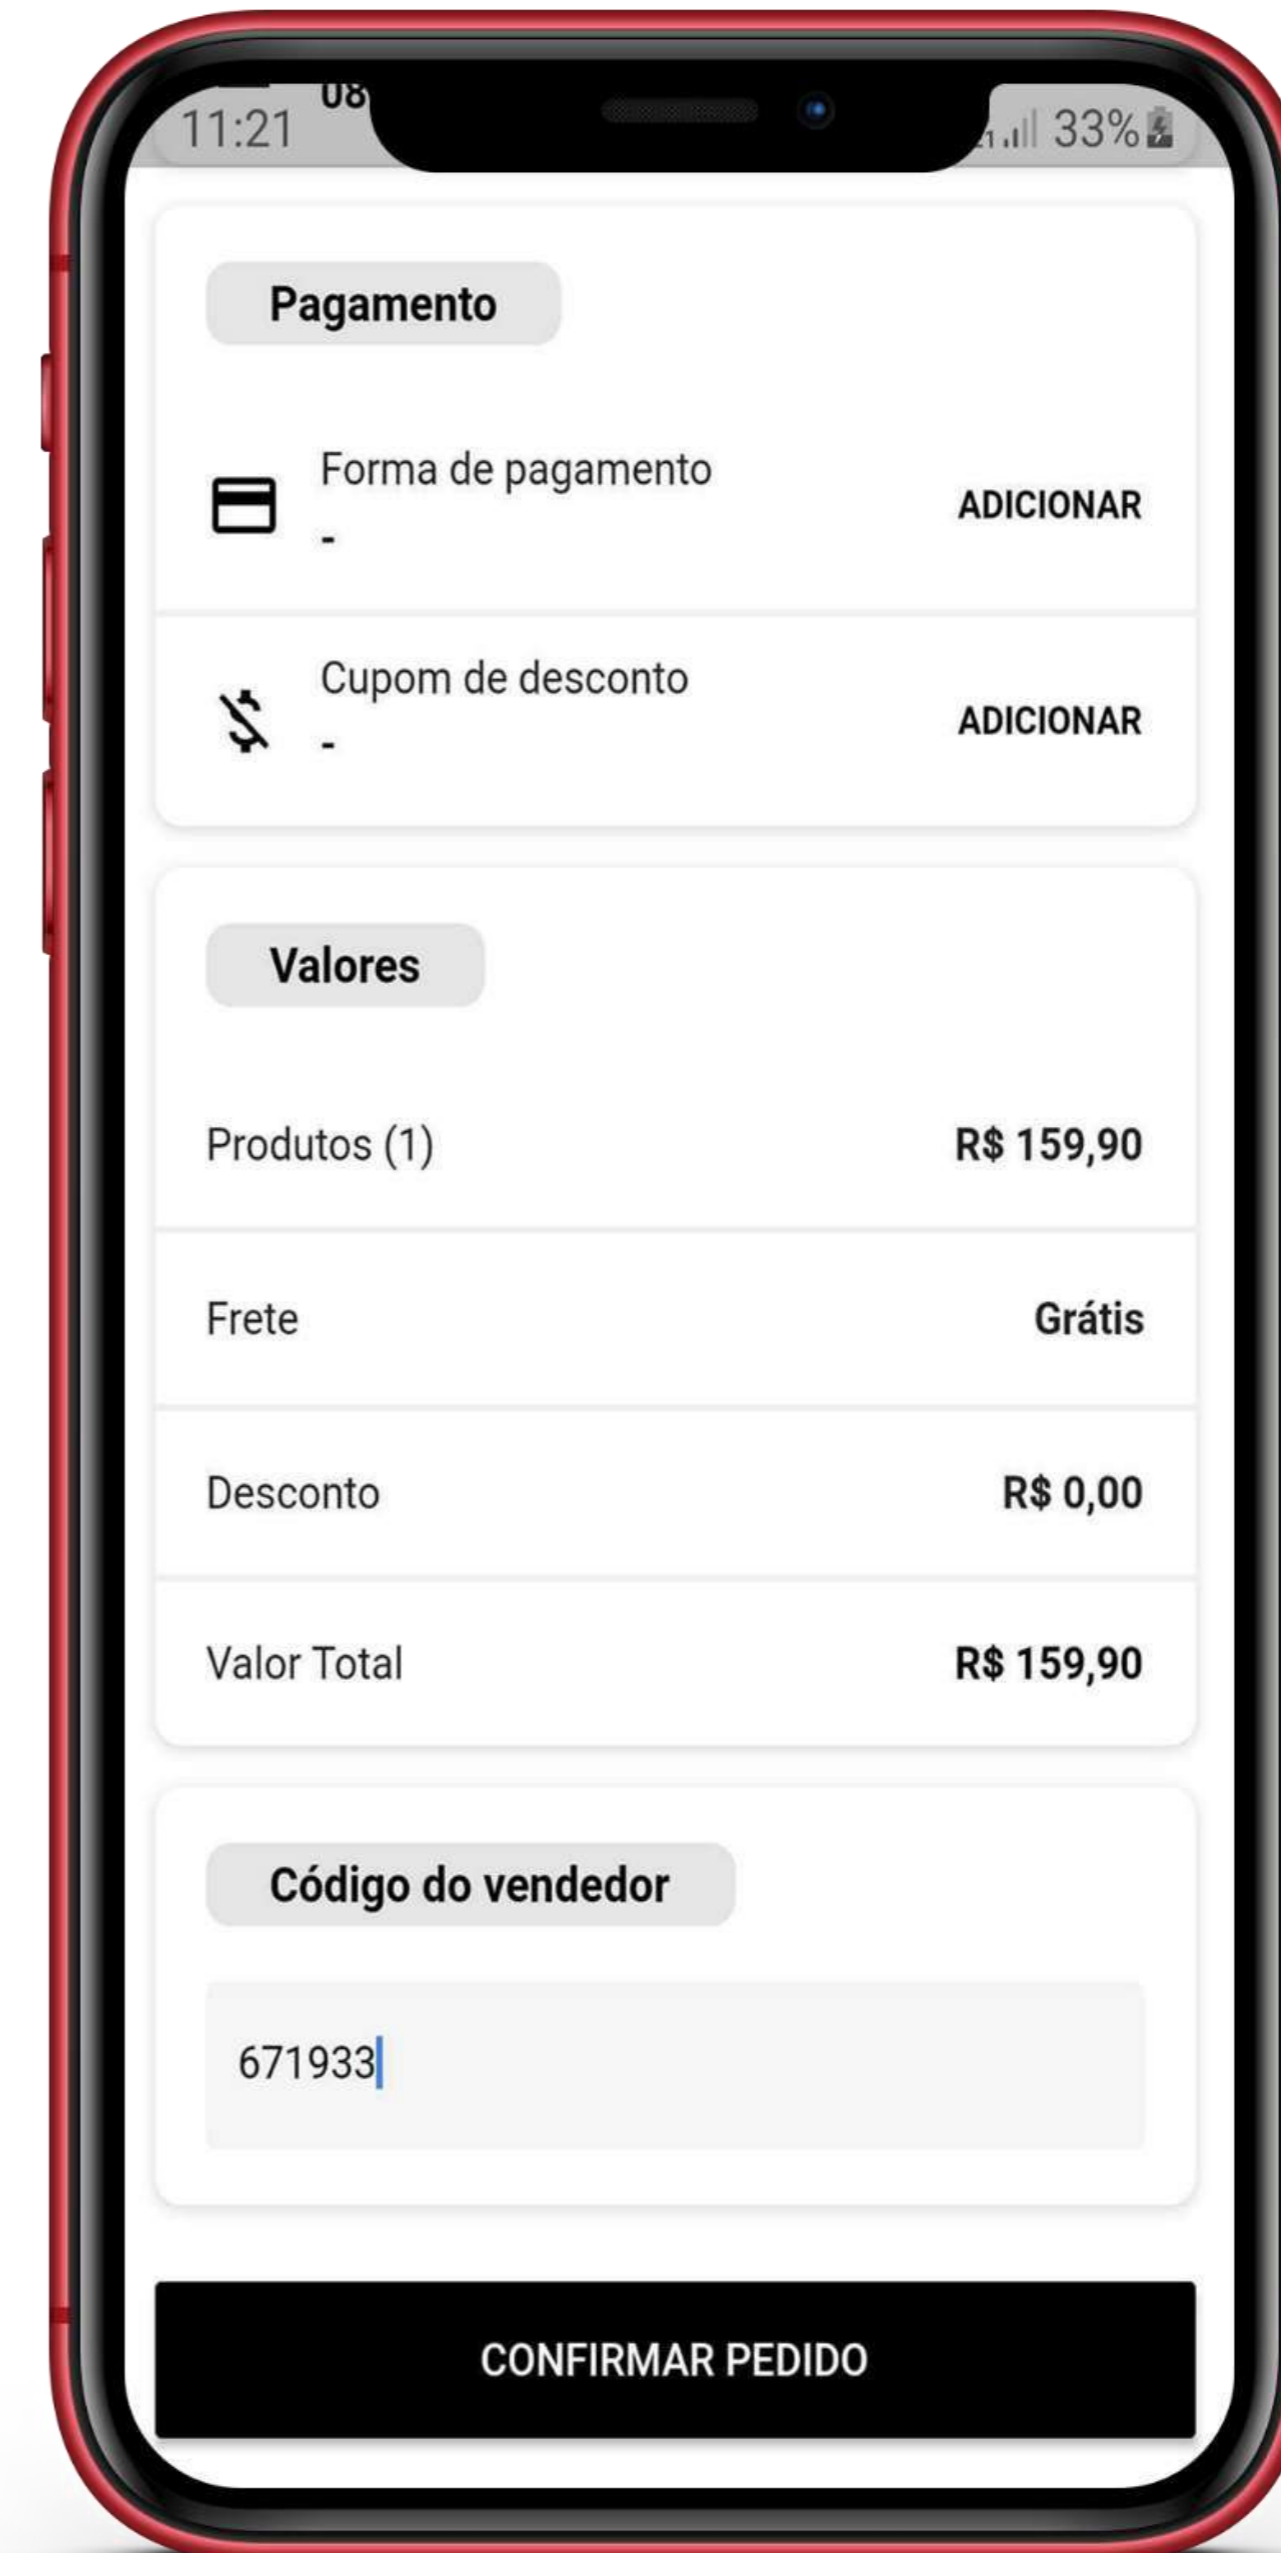 08
11:21
33%
Pagamento
Forma de pagamento
-
ADICIONAR
Cupom de desconto
-
ADICIONAR
Valores
Produtos (1)
R$ 159,90
Frete
Grátis
Desconto
R$ 0,00
Valor Total
R$ 159,90
Código do vendedor
671933
CONFIRMAR PEDIDO